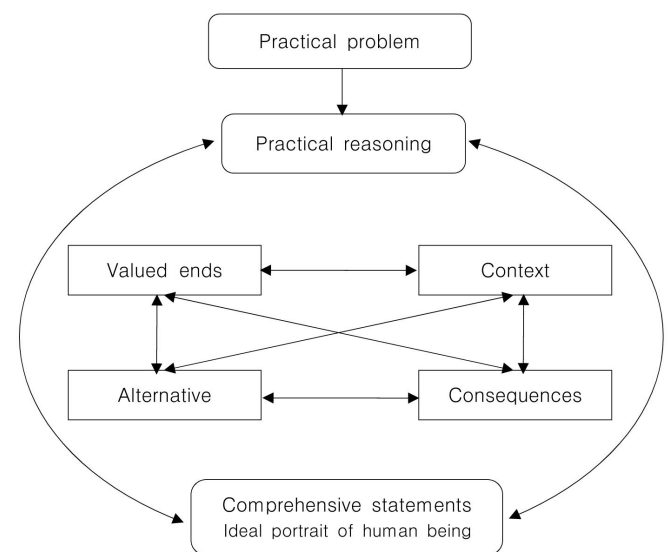 Practical problem
Practical reasoning
Valued ends
Context
Alternative
Consequences
Comprehensive statements
Ideal portrait of human being